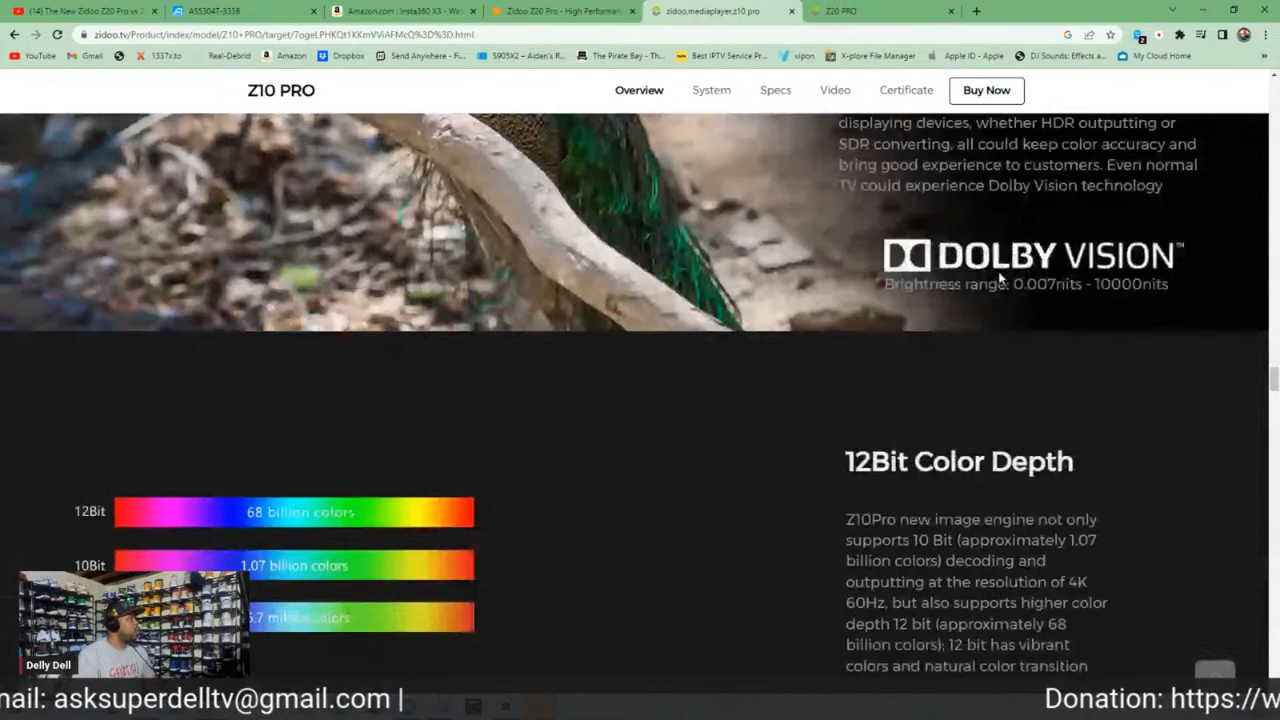 (14) The New Zidoo Z20 Pro vs Z
AS5304T-3338
Amazon.com : Insta360 X3 - Wa
Zidoo Z20 Pro - High Performan
zidoo,mediaplayer,z10 pro
Z20 PRO
zidoo.tv/Product/index/model/Z10+PRO/target/7ogeLPHKQt1KKmVViAFMcQ%3D%3D.html
YouTube
Gmail
1337x.to
Real-Debrid
Amazon
Dropbox
Send Anywhere - Fi...
S905X2 – Aidan's R...
The Pirate Bay - Th...
Best IPTV Service Pr...
vipon
X-plore File Manager
Apple ID - Apple
DJ Sounds: Effects a...
My Cloud Home
Z10 PRO
Overview
System
Specs
Video
Certificate
Buy Now
displaying devices, whether HDR outputting or
SDR converting, all could keep color accuracy and
bring good experience to customers. Even normal
TV could experience Dolby Vision technology
DOLBY VISION™
Brightness range: 0.007nits - 10000nits
12Bit Color Depth
12Bit
68 billion colors
10Bit
1.07 billion colors
Z10Pro new image engine not only
supports 10 Bit (approximately 1.07
billion colors) decoding and
outputting at the resolution of 4K
60Hz, but also supports higher color
depth 12 bit (approximately 68
billion colors); 12 bit has vibrant
colors and natural color transition
Delly Dell
mail: asksuperdelltv@gmail.com |
Donation: https://w